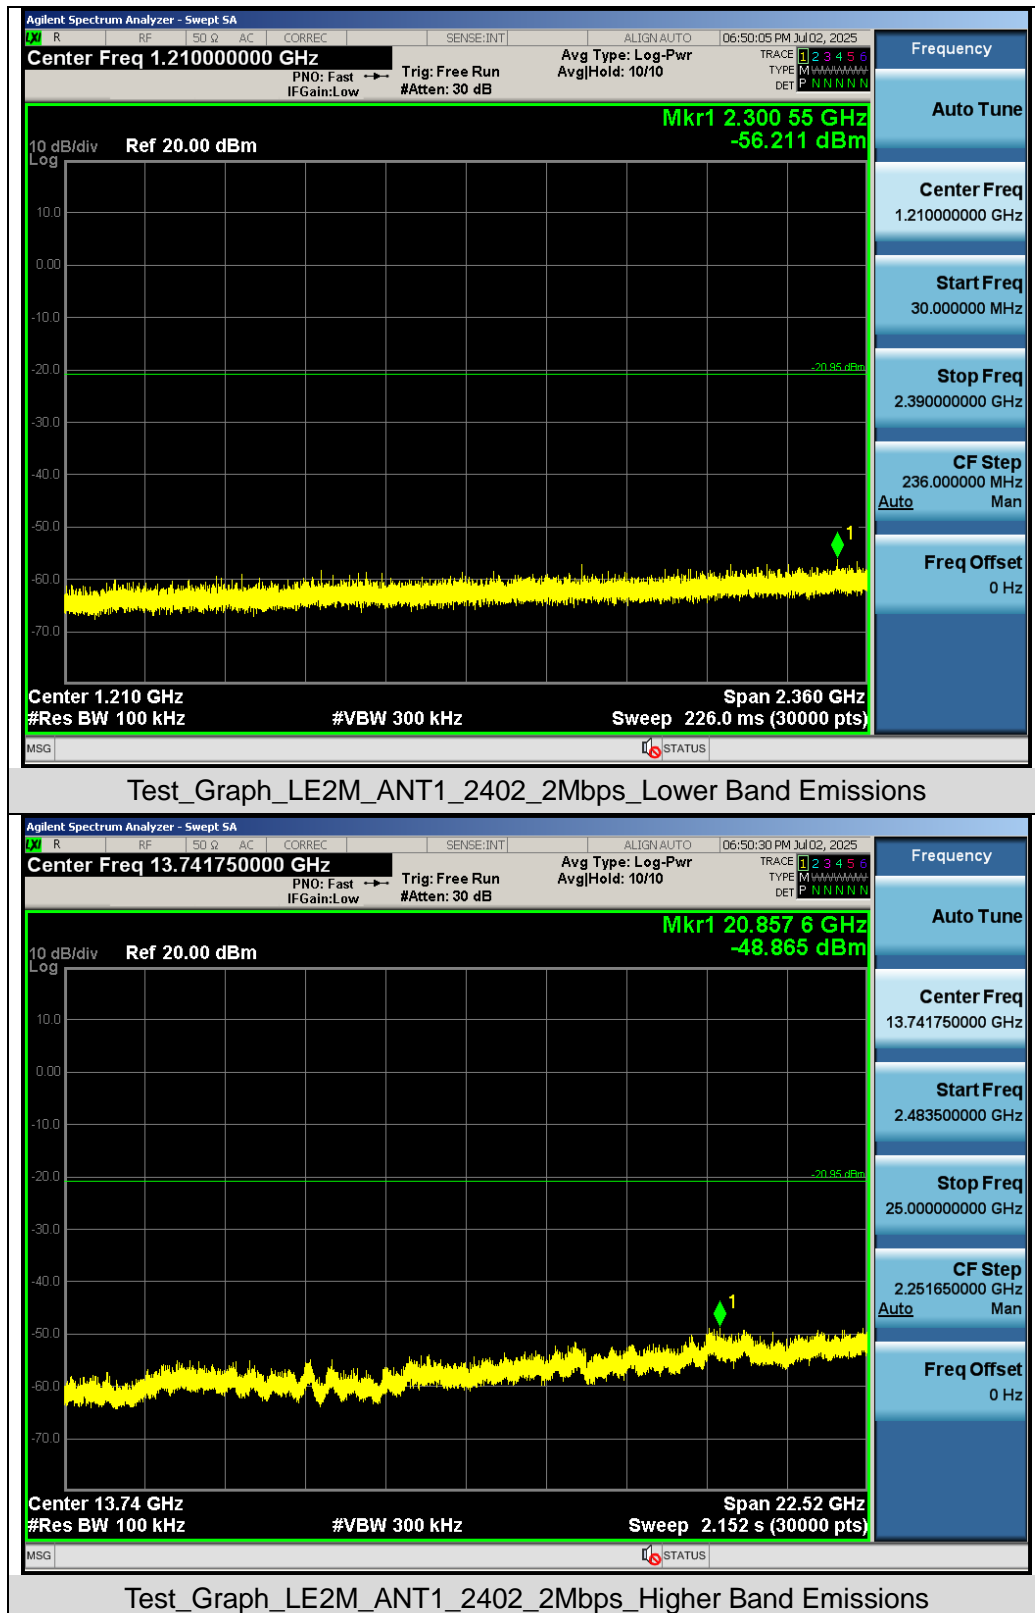 Agilent Spectrum Analyzer - Swept SA
LXI R RF 50 Ω AC CORREC SENSE:INT ALIGN AUTO 06:50:05 PM Jul 02, 2025
Center Freq 1.210000000 GHz
PNO: Fast
IFGain:Low
Trig: Free Run
#Atten: 30 dB
Avg Type: Log-Pwr
Avg|Hold: 10/10
TRACE 1 2 3 4 5 6
TYPE M WWWWW
DET P N N N N N
Frequency
Auto Tune
Center Freq
1.210000000 GHz
Start Freq
30.000000 MHz
Stop Freq
2.390000000 GHz
CF Step
236.000000 MHz
Auto Man
Freq Offset
0 Hz
Mkr1 2.300 55 GHz
-56.211 dBm
10 dB/div Ref 20.00 dBm
Log
10.0
0.00
-10.0
-20.0
-20.95 dBm
-30.0
-40.0
-50.0
1
-60.0
-70.0
Center 1.210 GHz Span 2.360 GHz
#Res BW 100 kHz #VBW 300 kHz Sweep 226.0 ms (30000 pts)
MSG STATUS
Test_Graph_LE2M_ANT1_2402_2Mbps_Lower Band Emissions
Agilent Spectrum Analyzer - Swept SA
LXI R RF 50 Ω AC CORREC SENSE:INT ALIGN AUTO 06:50:30 PM Jul 02, 2025
Center Freq 13.741750000 GHz
PNO: Fast
IFGain:Low
Trig: Free Run
#Atten: 30 dB
Avg Type: Log-Pwr
Avg|Hold: 10/10
TRACE 1 2 3 4 5 6
TYPE M WWWWW
DET P N N N N N
Frequency
Auto Tune
Center Freq
13.741750000 GHz
Start Freq
2.483500000 GHz
Stop Freq
25.000000000 GHz
CF Step
2.251650000 GHz
Auto Man
Freq Offset
0 Hz
Mkr1 20.857 6 GHz
-48.865 dBm
10 dB/div Ref 20.00 dBm
Log
10.0
0.00
-10.0
-20.0
-20.95 dBm
-30.0
-40.0
1
-50.0
-60.0
-70.0
Center 13.74 GHz Span 22.52 GHz
#Res BW 100 kHz #VBW 300 kHz Sweep 2.152 s (30000 pts)
MSG STATUS
Test_Graph_LE2M_ANT1_2402_2Mbps_Higher Band Emissions